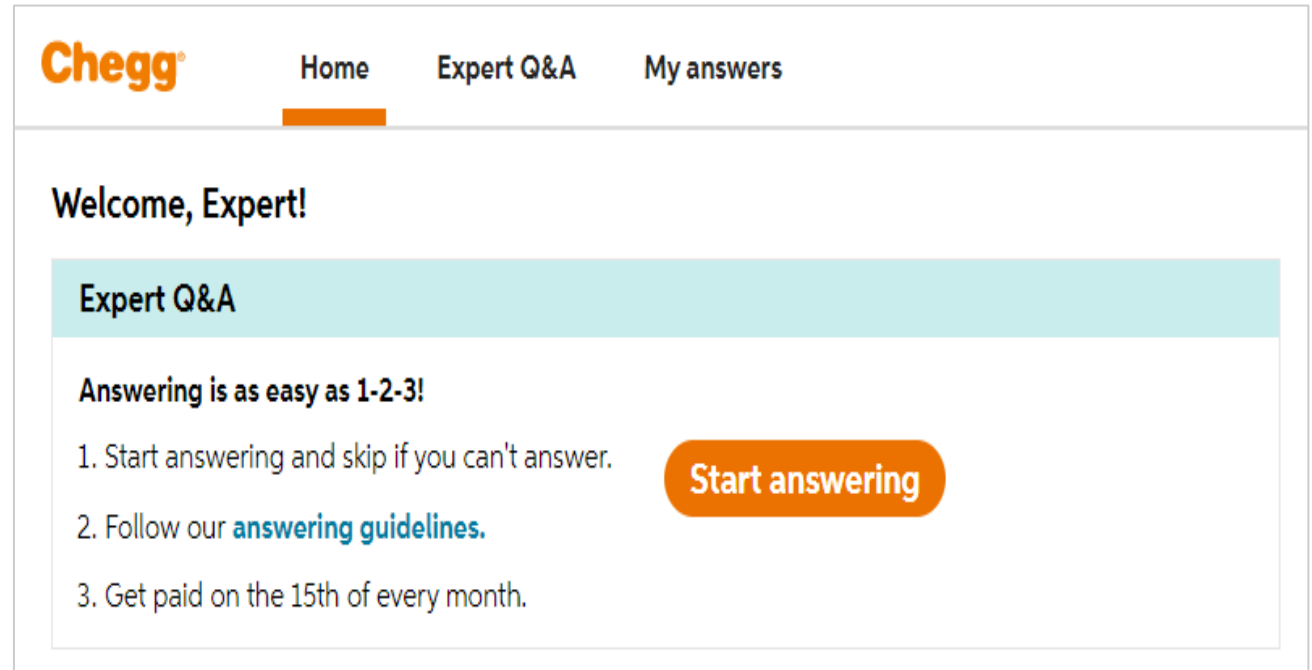 Chegg® Home Expert Q&A My answers
Welcome, Expert!
Expert Q&A
Answering is as easy as 1-2-3!
1. Start answering and skip if you can't answer.
Start answering
2. Follow our answering guidelines.
3. Get paid on the 15th of every month.